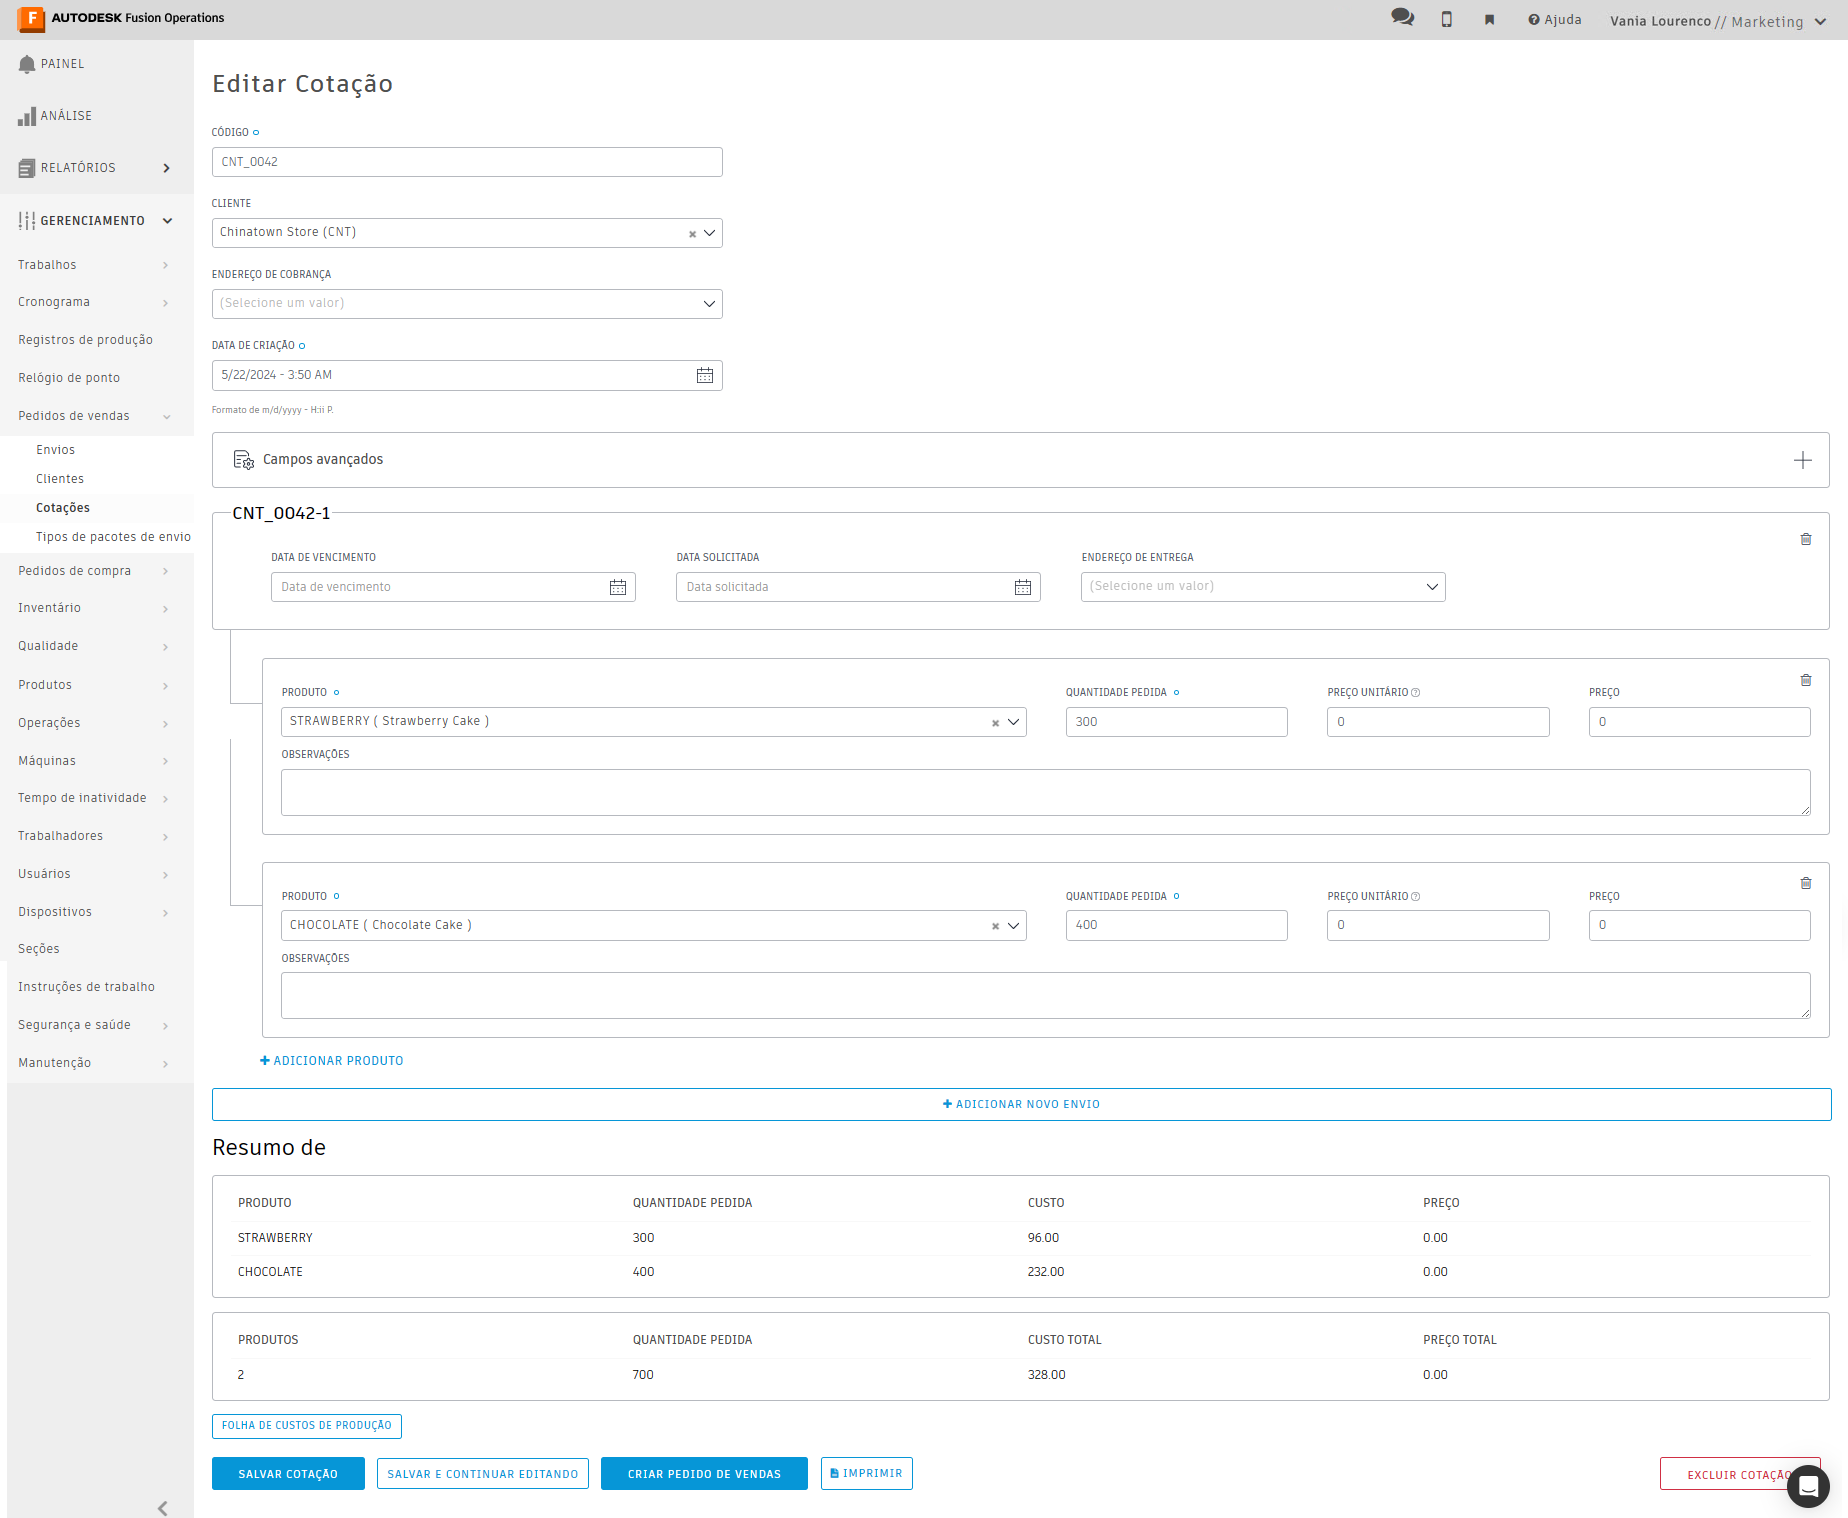 F AUTODESK Fusion Operations
Ajuda
Vania Lourenco // Marketing
PAINEL
ANÁLISE
RELATÓRIOS
GERENCIAMENTO
Trabalhos
Cronograma
Registros de produção
Relógio de ponto
Pedidos de vendas
Envios
Clientes
Cotações
Tipos de pacotes de envio
Pedidos de compra
Inventário
Qualidade
Produtos
Operações
Máquinas
Tempo de inatividade
Trabalhadores
Usuários
Dispositivos
Seções
Instruções de trabalho
Segurança e saúde
Manutenção
Editar Cotação
CÓDIGO
CNT_0042
CLIENTE
Chinatown Store (CNT)
ENDEREÇO DE COBRANÇA
(Selecione um valor)
DATA DE CRIAÇÃO
5/22/2024 - 3:50 AM
Formato de m/d/yyyy - H:ii P.
Campos avançados
CNT_0042-1
DATA DE VENCIMENTO DATA SOLICITADA ENDEREÇO DE ENTREGA
Data de vencimento Data solicitada (Selecione um valor)
PRODUTO QUANTIDADE PEDIDA PREÇO UNITÁRIO PREÇO
STRAWBERRY ( Strawberry Cake ) 300 0 0
OBSERVAÇÕES
PRODUTO QUANTIDADE PEDIDA PREÇO UNITÁRIO PREÇO
CHOCOLATE ( Chocolate Cake ) 400 0 0
OBSERVAÇÕES
+ ADICIONAR PRODUTO
+ ADICIONAR NOVO ENVIO
Resumo de
PRODUTO QUANTIDADE PEDIDA CUSTO PREÇO
STRAWBERRY 300 96.00 0.00
CHOCOLATE 400 232.00 0.00
PRODUTOS QUANTIDADE PEDIDA CUSTO TOTAL PREÇO TOTAL
2 700 328.00 0.00
FOLHA DE CUSTOS DE PRODUÇÃO
SALVAR COTAÇÃO SALVAR E CONTINUAR EDITANDO CRIAR PEDIDO DE VENDAS IMPRIMIR EXCLUIR COTAÇÃO